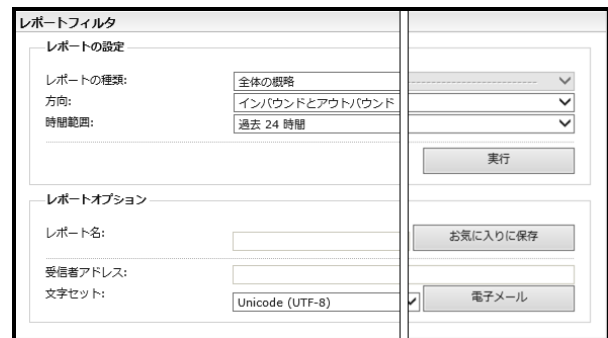 レポートフィルタ
レポートの設定
レポートの種類:
全体の概略
方向:
インバウンドとアウトバウンド
時間範囲:
過去 24 時間
実行
レポートオプション
レポート名:
お気に入りに保存
受信者アドレス:
文字セット:
Unicode (UTF-8)
電子メール